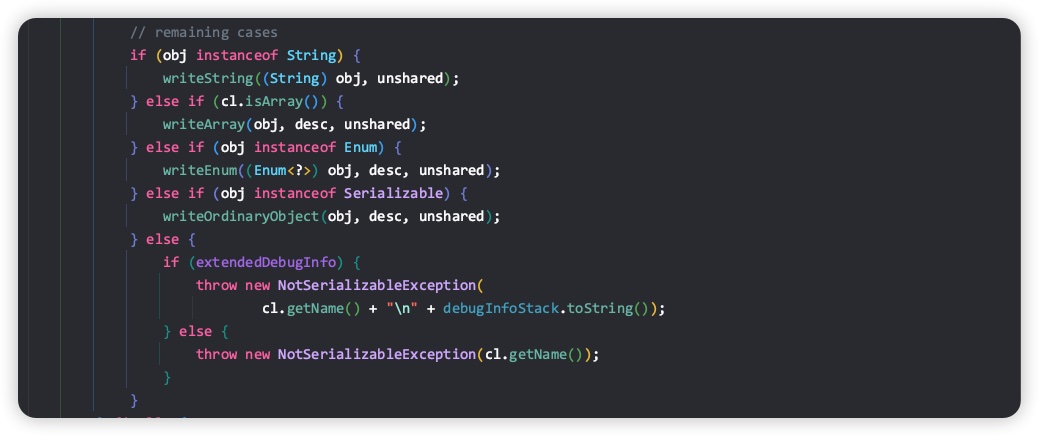 // remaining cases
if (obj instanceof String) {
writeString((String) obj, unshared);
} else if (cl.isArray()) {
writeArray(obj, desc, unshared);
} else if (obj instanceof Enum) {
writeEnum((Enum<?>) obj, desc, unshared);
} else if (obj instanceof Serializable) {
writeOrdinaryObject(obj, desc, unshared);
} else {
if (extendedDebugInfo) {
throw new NotSerializableException(
cl.getName() + "\n" + debugInfoStack.toString());
} else {
throw new NotSerializableException(cl.getName());
}
}